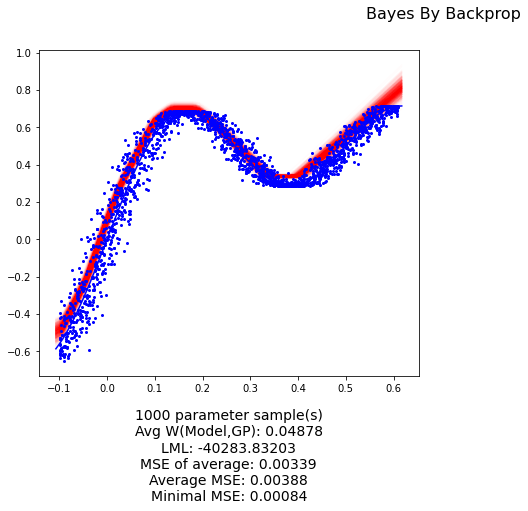 Bayes By Backprop
1.0
0.8
0.6
0.4
0.2
0.0
−0.2
−0.4
−0.6
−0.1 0.0 0.1 0.2 0.3 0.4 0.5 0.6
1000 parameter sample(s)
Avg W(Model,GP): 0.04878
LML: -40283.83203
MSE of average: 0.00339
Average MSE: 0.00388
Minimal MSE: 0.00084